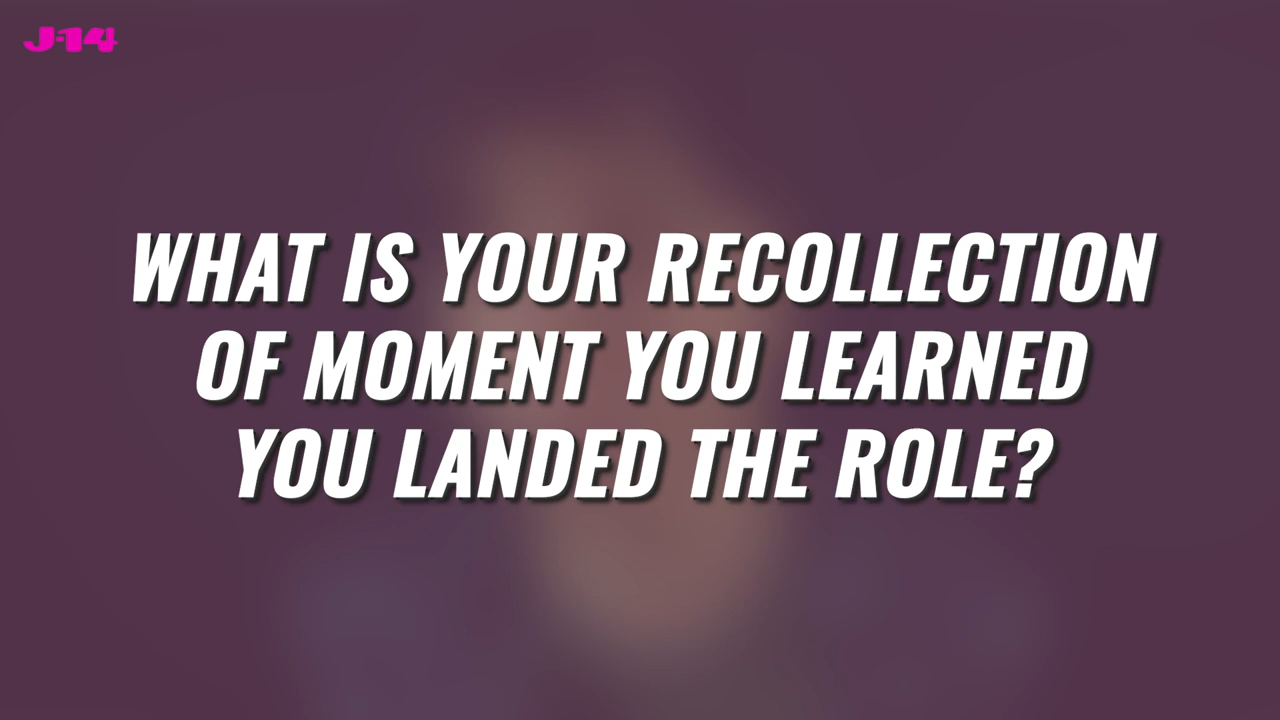 J-14
WHAT IS YOUR RECOLLECTION
OF MOMENT YOU LEARNED
YOU LANDED THE ROLE?